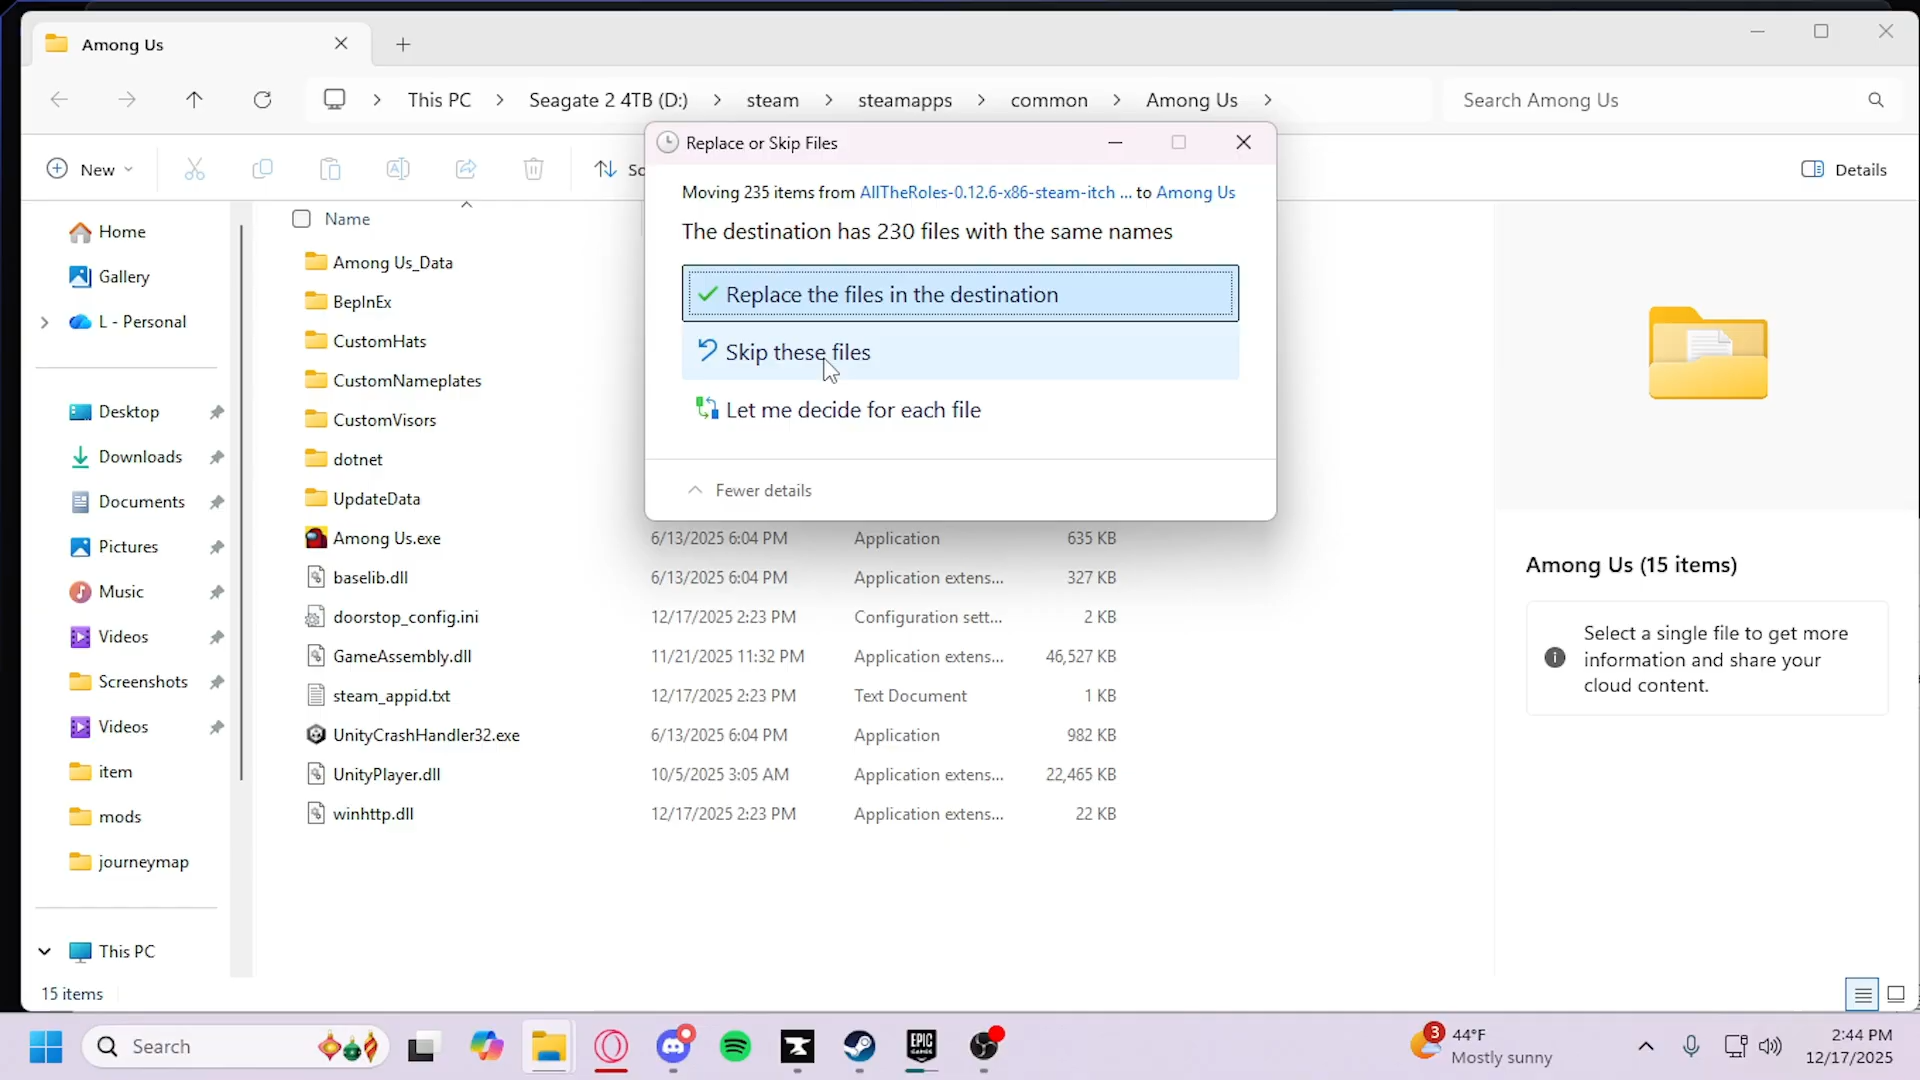 Among Us
This PC
Seagate 2 4TB (D:)
steam
steamapps
common
Among Us
Search Among Us
New
So
Details
Replace or Skip Files
Moving 235 items from AllTheRoles-0.12.6-x86-steam-itch ... to Among Us
The destination has 230 files with the same names
Replace the files in the destination
Skip these files
Let me decide for each file
Fewer details
Home
Gallery
L - Personal
Desktop
Downloads
Documents
Pictures
Music
Videos
Screenshots
Videos
item
mods
journeymap
This PC
Name
Among Us_Data
BepInEx
CustomHats
CustomNameplates
CustomVisors
dotnet
UpdateData
Among Us.exe 6/13/2025 6:04 PM Application 635 KB
baselib.dll 6/13/2025 6:04 PM Application extens... 327 KB
doorstop_config.ini 12/17/2025 2:23 PM Configuration sett... 2 KB
GameAssembly.dll 11/21/2025 11:32 PM Application extens... 46,527 KB
steam_appid.txt 12/17/2025 2:23 PM Text Document 1 KB
UnityCrashHandler32.exe 6/13/2025 6:04 PM Application 982 KB
UnityPlayer.dll 10/5/2025 3:05 AM Application extens... 22,465 KB
winhttp.dll 12/17/2025 2:23 PM Application extens... 22 KB
Among Us (15 items)
Select a single file to get more
information and share your
cloud content.
15 items
Search
EPIC
GAMES
3
44°F
Mostly sunny
2:44 PM
12/17/2025